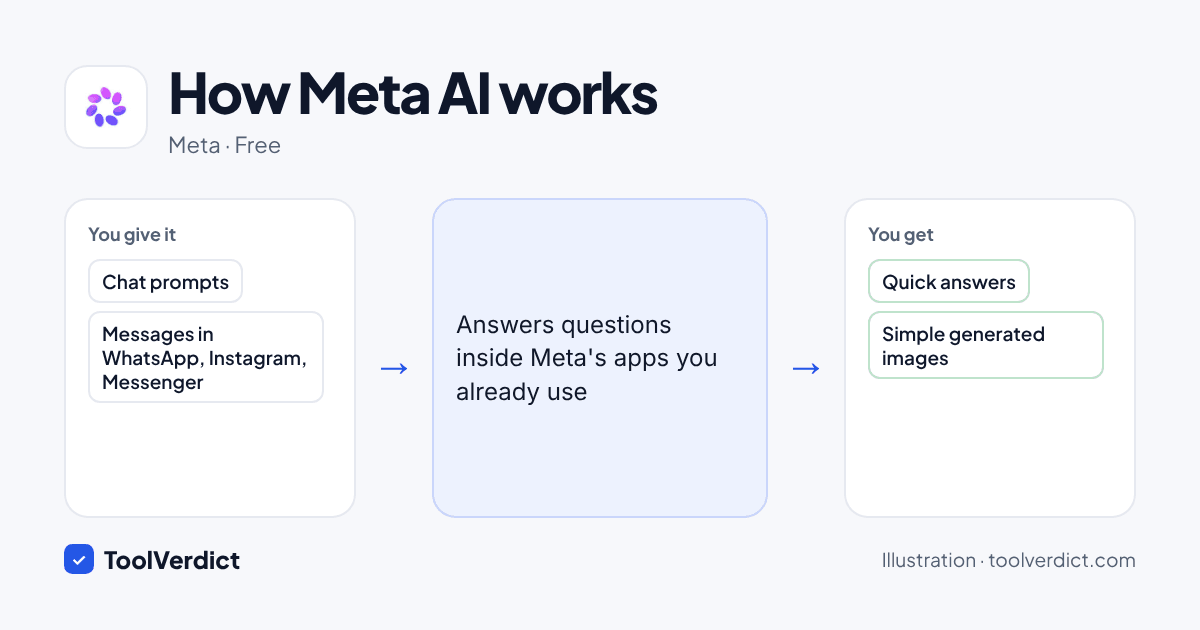 How Meta AI works
Meta · Free
You give it
Chat prompts
Messages in
WhatsApp, Instagram,
Messenger
→
Answers questions
inside Meta's apps you
already use
→
You get
Quick answers
Simple generated
images
ToolVerdict
Illustration · toolverdict.com